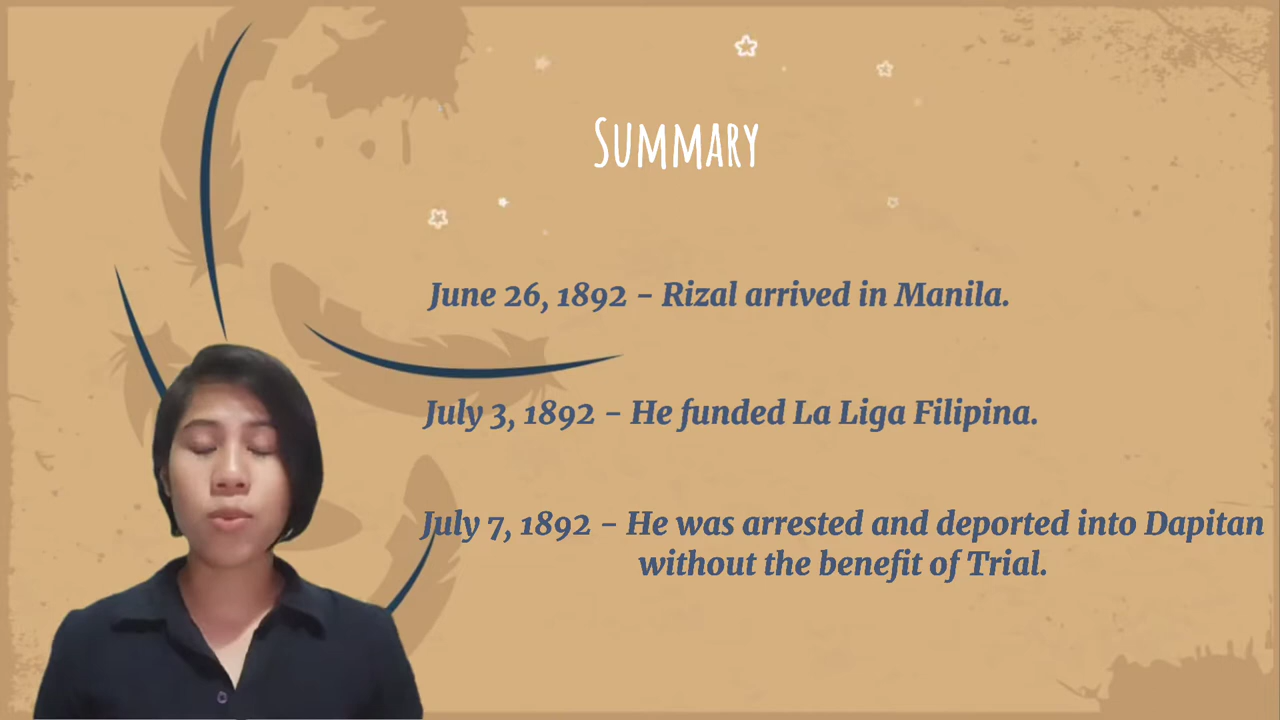 SUMMARY
June 26, 1892 - Rizal arrived in Manila.
July 3, 1892 - He funded La Liga Filipina.
July 7, 1892 - He was arrested and deported into Dapitan
without the benefit of Trial.